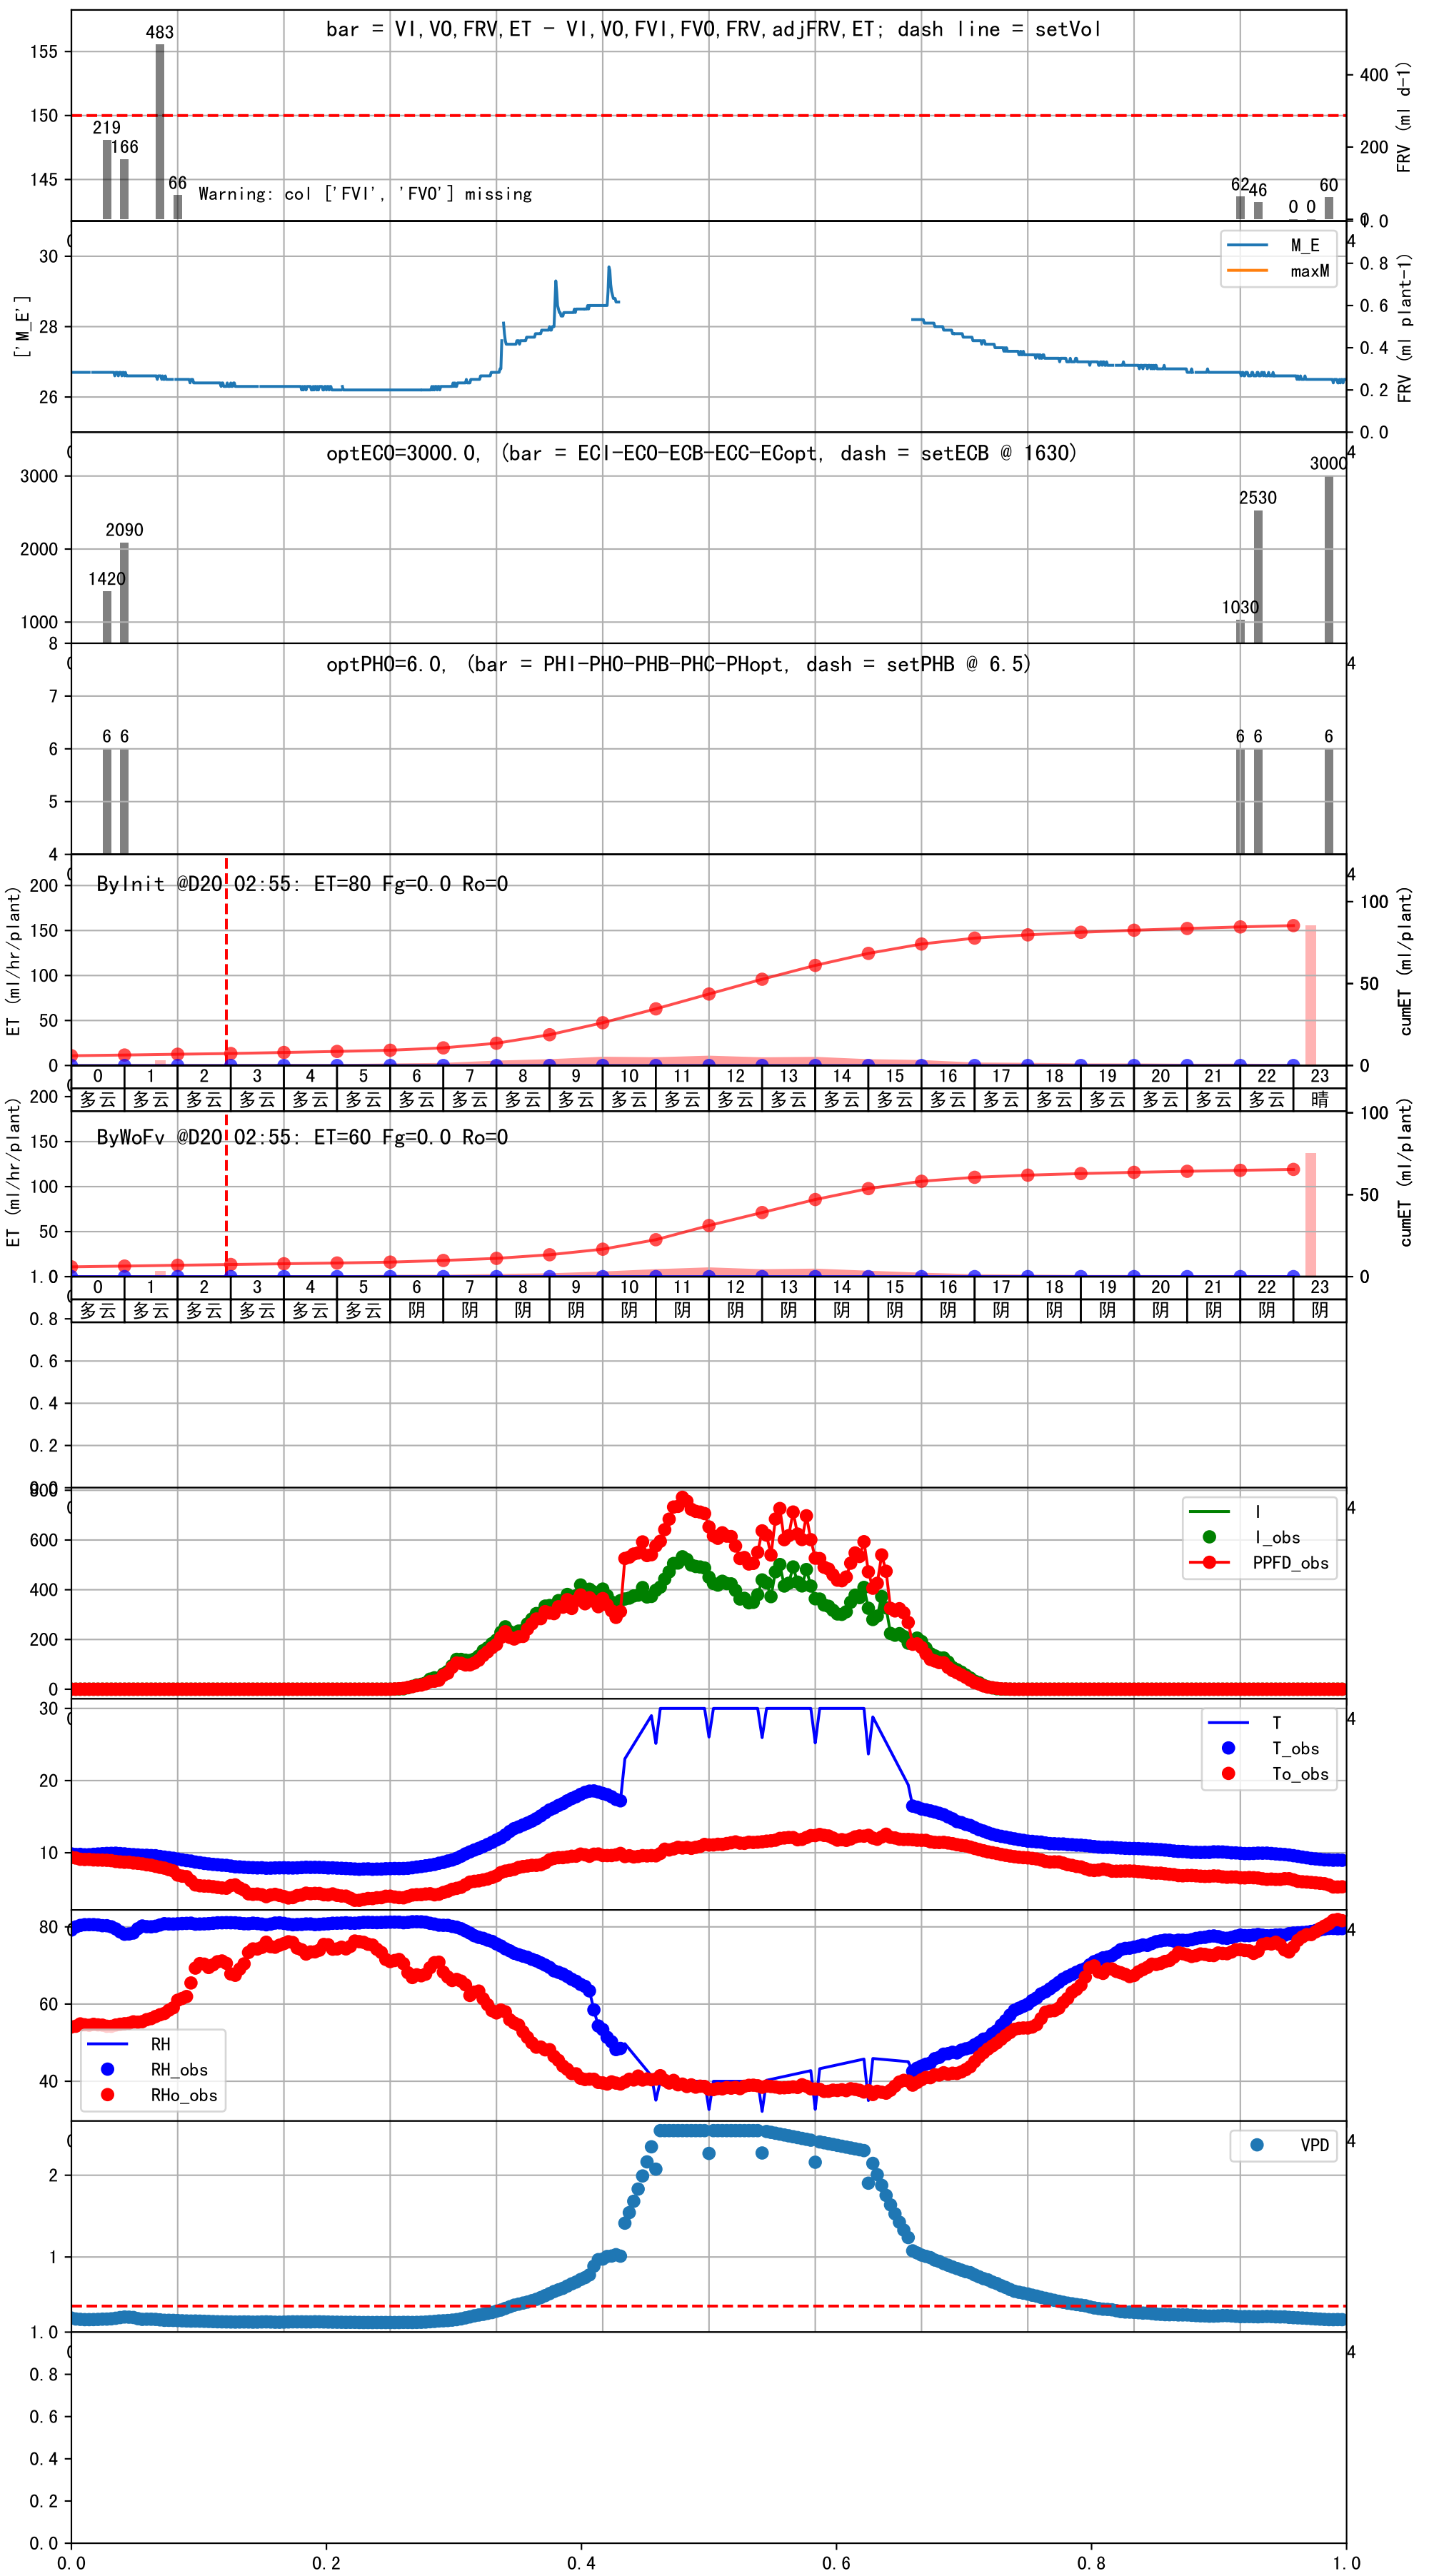 bar = VI,VO,FRV,ET - VI,VO,FVI,FVO,FRV,adjFRV,ET; dash line = setVol
155
150
145
483
219
166
66
Warning: col ['FVI', 'FVO'] missing
62
46
0
0
60
400
200
0
FRV (ml d-1)
30
28
26
['M_E']
M_E
maxM
1.0
0.8
0.6
0.4
0.2
0.0
FRV (ml plant-1)
optECO=3000.0, (bar = ECI-ECO-ECB-ECC-ECopt, dash = setECB @ 1630)
3000
2000
1000
1420
2090
1030
2530
3000
optPHO=6.0, (bar = PHI-PHO-PHB-PHC-PHopt, dash = setPHB @ 6.5)
8
7
6
5
4
6 6
6 6
6
ByInit @D20 02:55: ET=80 Fg=0.0 Ro=0
200
150
100
50
0
ET (ml/hr/plant)
100
50
0
cumET (ml/plant)
0 1 2 3 4 5 6 7 8 9 10 11 12 13 14 15 16 17 18 19 20 21 22 23
多云 多云 多云 多云 多云 多云 多云 多云 多云 多云 多云 多云 多云 多云 多云 多云 多云 多云 多云 多云 多云 多云 多云 晴
ByWoFv @D20 02:55: ET=60 Fg=0.0 Ro=0
200
150
100
50
ET (ml/hr/plant)
100
50
0
cumET (ml/plant)
0 1 2 3 4 5 6 7 8 9 10 11 12 13 14 15 16 17 18 19 20 21 22 23
多云 多云 多云 多云 多云 多云 阴 阴 阴 阴 阴 阴 阴 阴 阴 阴 阴 阴 阴 阴 阴 阴 阴 阴
1.0
0.8
0.6
0.4
0.2
0.0
800
600
400
200
0
I
I_obs
PPFD_obs
30
20
10
T
T_obs
To_obs
80
60
40
RH
RH_obs
RHo_obs
2
1
VPD
1.0
0.8
0.6
0.4
0.2
0.0
0.0 0.2 0.4 0.6 0.8 1.0